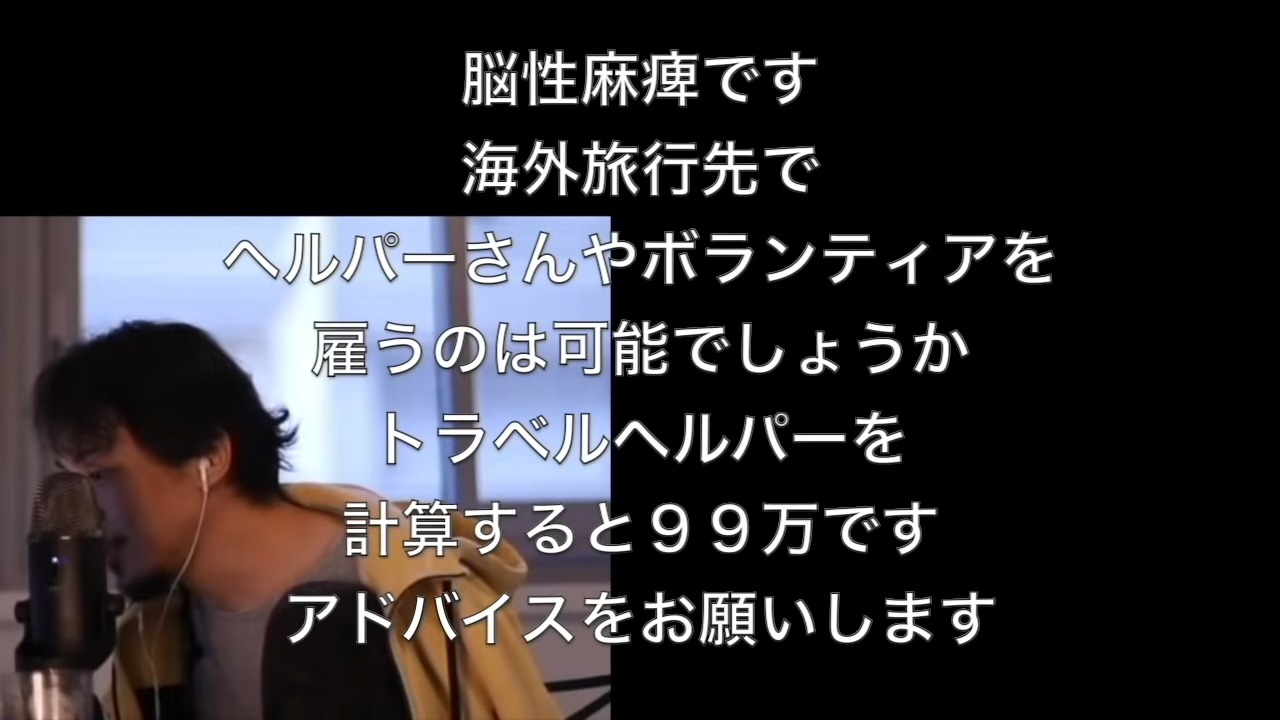 脳性麻痺です
海外旅行先で
ヘルパーさんやボランティアを
雇うのは可能でしょうか
トラベルヘルパーを
計算すると９９万です
アドバイスをお願いします